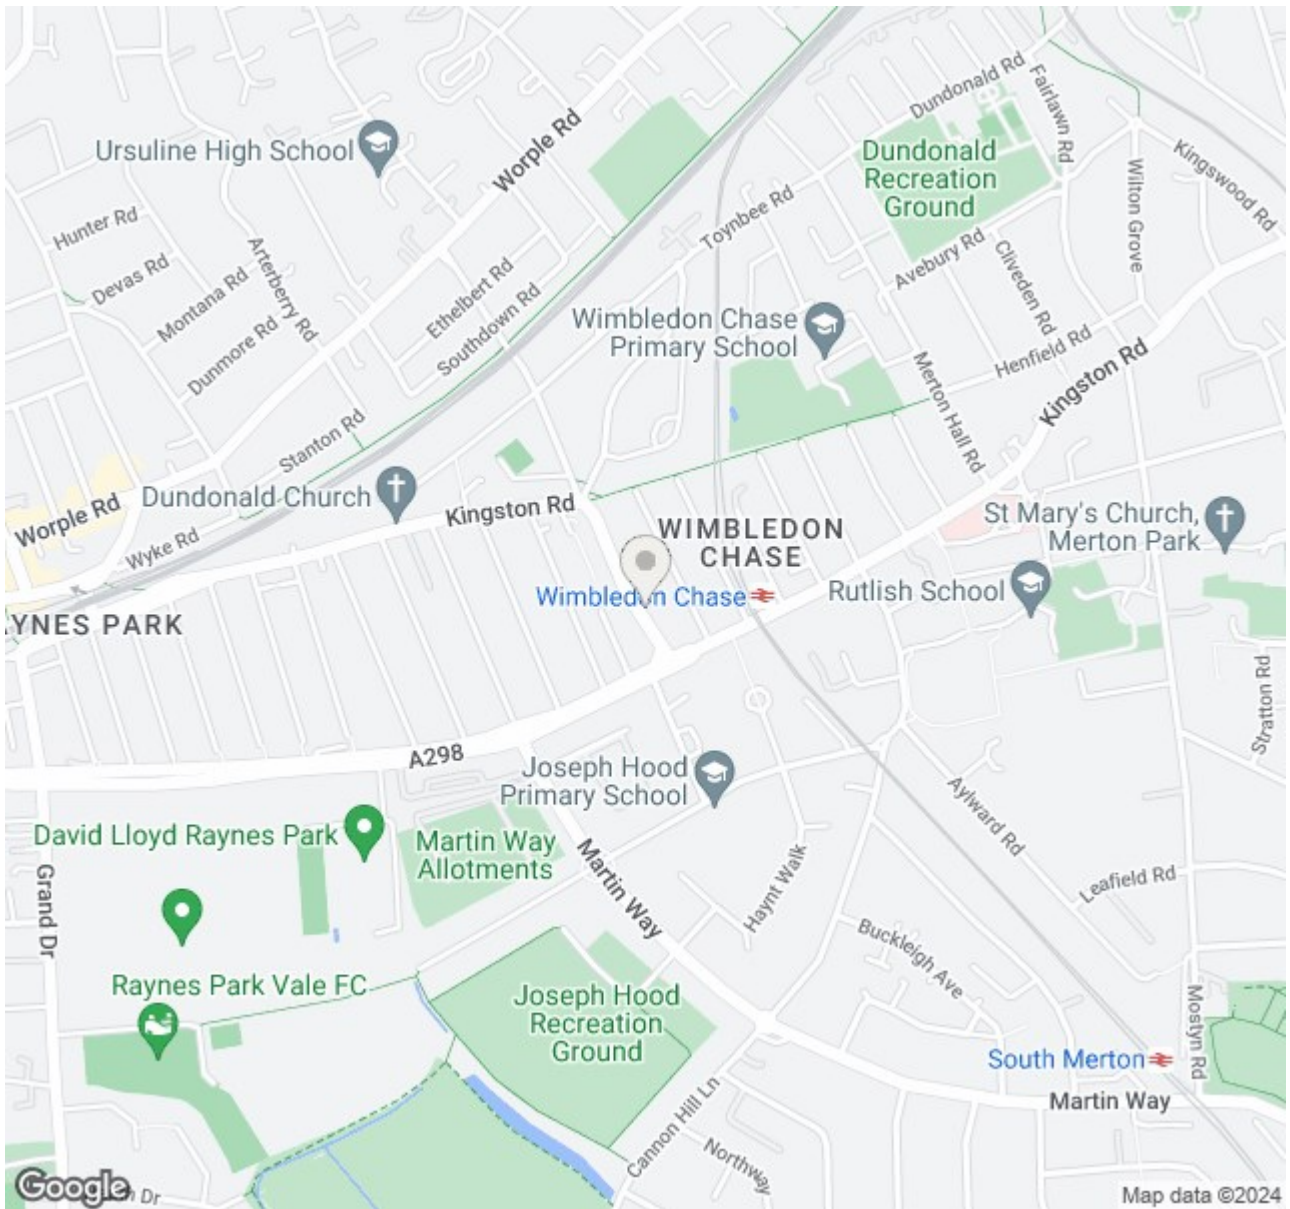 Dundonald Rd
Fairlawn Rd
Worple Rd
Ursuline High School
Dundonald
Recreation
Ground
Wilton Grove
Kingswood Rd
Hunter Rd
Toynbee Rd
Arterberry Rd
Devas Rd
Montana Rd
Avebury Rd
Cliveden Rd
Ethelbert Rd
Southdown Rd
Dunmore Rd
Wimbledon Chase
Primary School
Henfield Rd
Kingston Rd
Merton Hall Rd
Stanton Rd
Dundonald Church
Kingston Rd
Worple Rd
Wyke Rd
WIMBLEDON
CHASE
St Mary's Church,
Merton Park
Wimbledon Chase
Rutlish School
YNES PARK
Stratton Rd
A298
Joseph Hood
Primary School
Aylward Rd
David Lloyd Raynes Park
Martin Way
Allotments
Martin Way
Haynt Walk
Leafield Rd
Grand Dr
Buckleigh Ave
Raynes Park Vale FC
Joseph Hood
Recreation
Ground
Mostyn Rd
South Merton
Martin Way
Cannon Hill Ln
Northway
Google
Dr
Map data ©2024